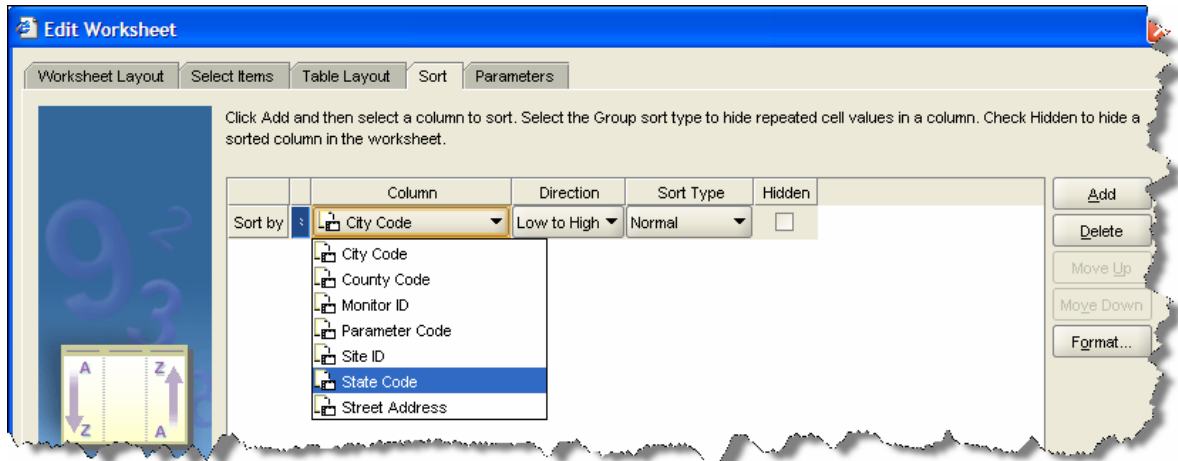 Edit Worksheet
Worksheet Layout Select Items Table Layout Sort Parameters
Click Add and then select a column to sort. Select the Group sort type to hide repeated cell values in a column. Check Hidden to hide a
sorted column in the worksheet.
Column Direction Sort Type Hidden
Sort by City Code Low to High Normal
City Code
County Code
Monitor ID
Parameter Code
Site ID
State Code
Street Address
Add
Delete
Move Up
Move Down
Format...
9 2
3
A Z
Z A